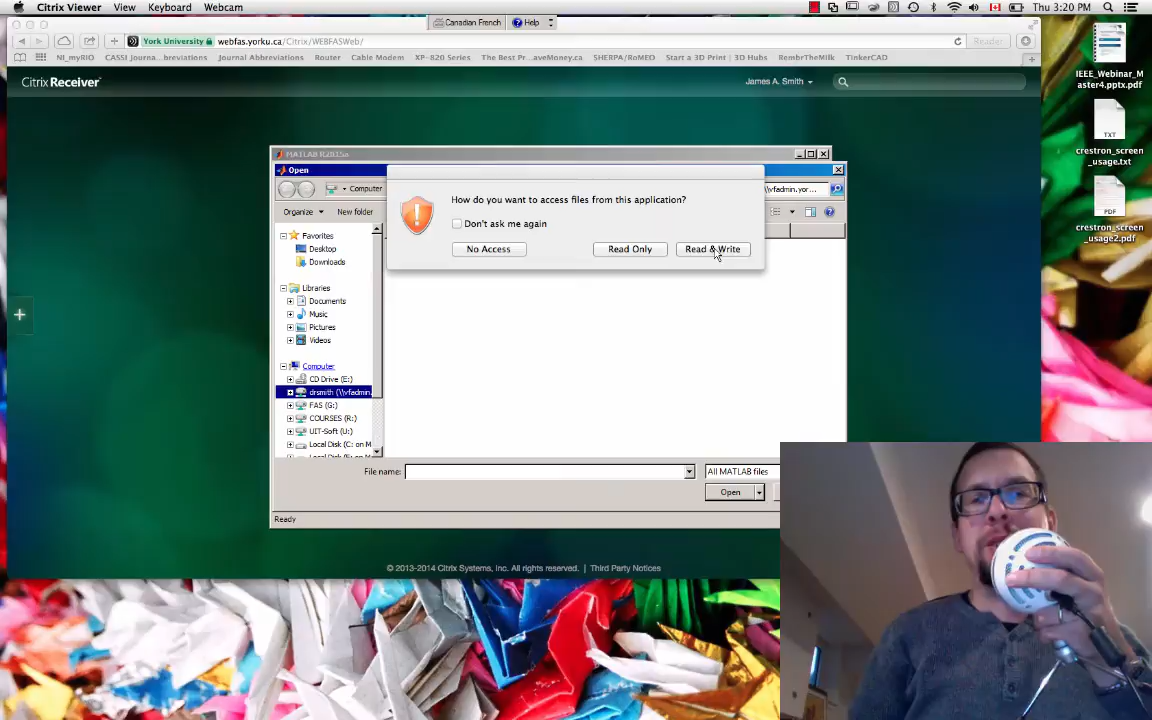 Citrix Viewer View Keyboard Webcam Thu 3:20 PM
Canadian French Help
York University webfas.yorku.ca/Citrix/WEBFASWeb/ Reader
NI_myRIO CASSI Journa...breviations Journal Abbreviations Router Cable Modem XP-820 Series The Best Pr...aveMoney.ca SHERPA/RoMEO Start a 3D Print | 3D Hubs RembrTheMilk TinkerCAD
IEEE_Webinar_M
aster4.pptx.pdf
Citrix Receiver James A. Smith
TXT
crestron_screen
_usage.txt
PDF
crestron_screen
_usage2.pdf
MATLAB R2015a
Open
Computer \\vfadmin.yor...
How do you want to access files from this application?
Don't ask me again
No Access Read Only Read & Write
Organize New folder
Favorites
Desktop
Downloads
Libraries
Documents
Music
Pictures
Videos
Computer
CD Drive (E:)
drsmith (\\vfadmin.
FAS (G:)
COURSES (R:)
UIT-Soft (U:)
Local Disk (C: on M
File name: All MATLAB files
Open
Ready
© 2013-2014 Citrix Systems, Inc. All rights reserved. | Third Party Notices